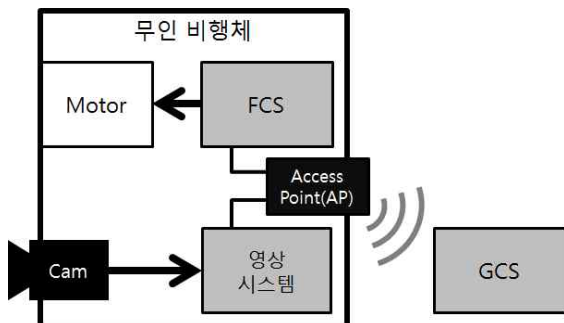 무인 비행체
Motor
FCS
Access
Point(AP)
Cam
영상
시스템
GCS